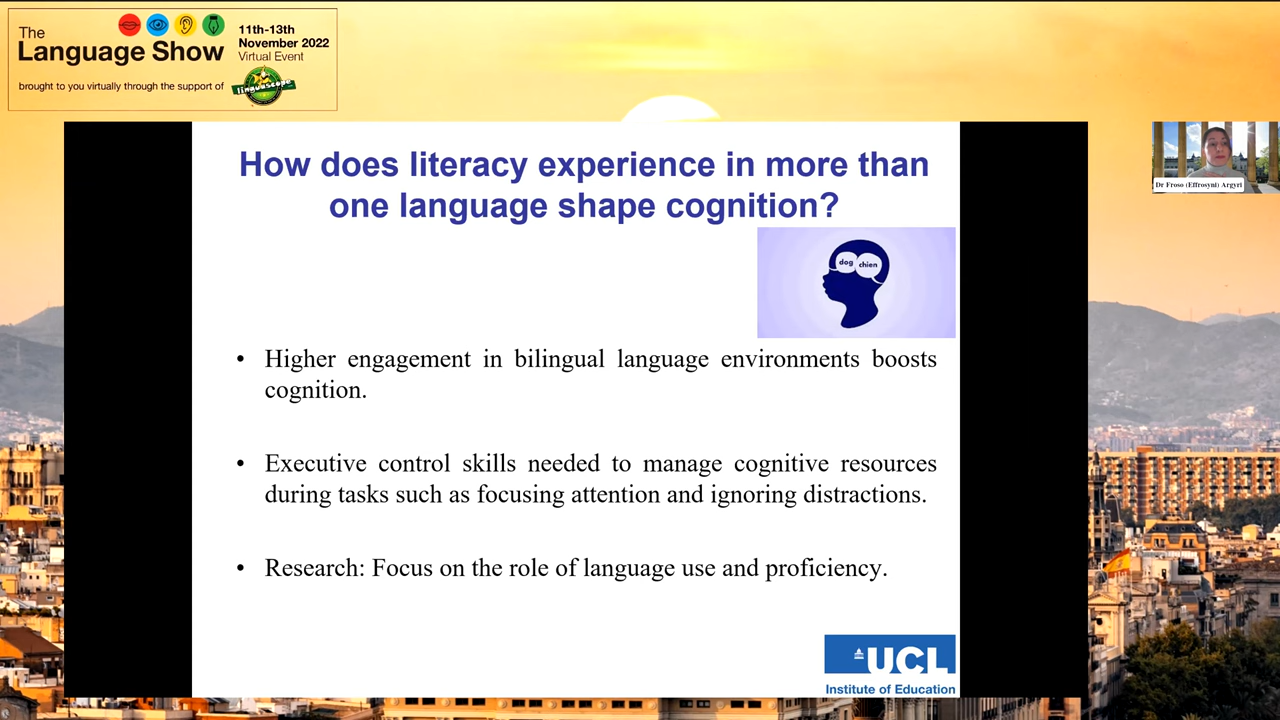 The
Language Show
11th-13th
November 2022
Virtual Event
brought to you virtually through the support of
linguascope
How does literacy experience in more than
one language shape cognition?
dog
chien
• Higher engagement in bilingual language environments boosts
cognition.
• Executive control skills needed to manage cognitive resources
during tasks such as focusing attention and ignoring distractions.
• Research: Focus on the role of language use and proficiency.
UCL
Institute of Education
Dr Froso (Effrosyni) Argyri